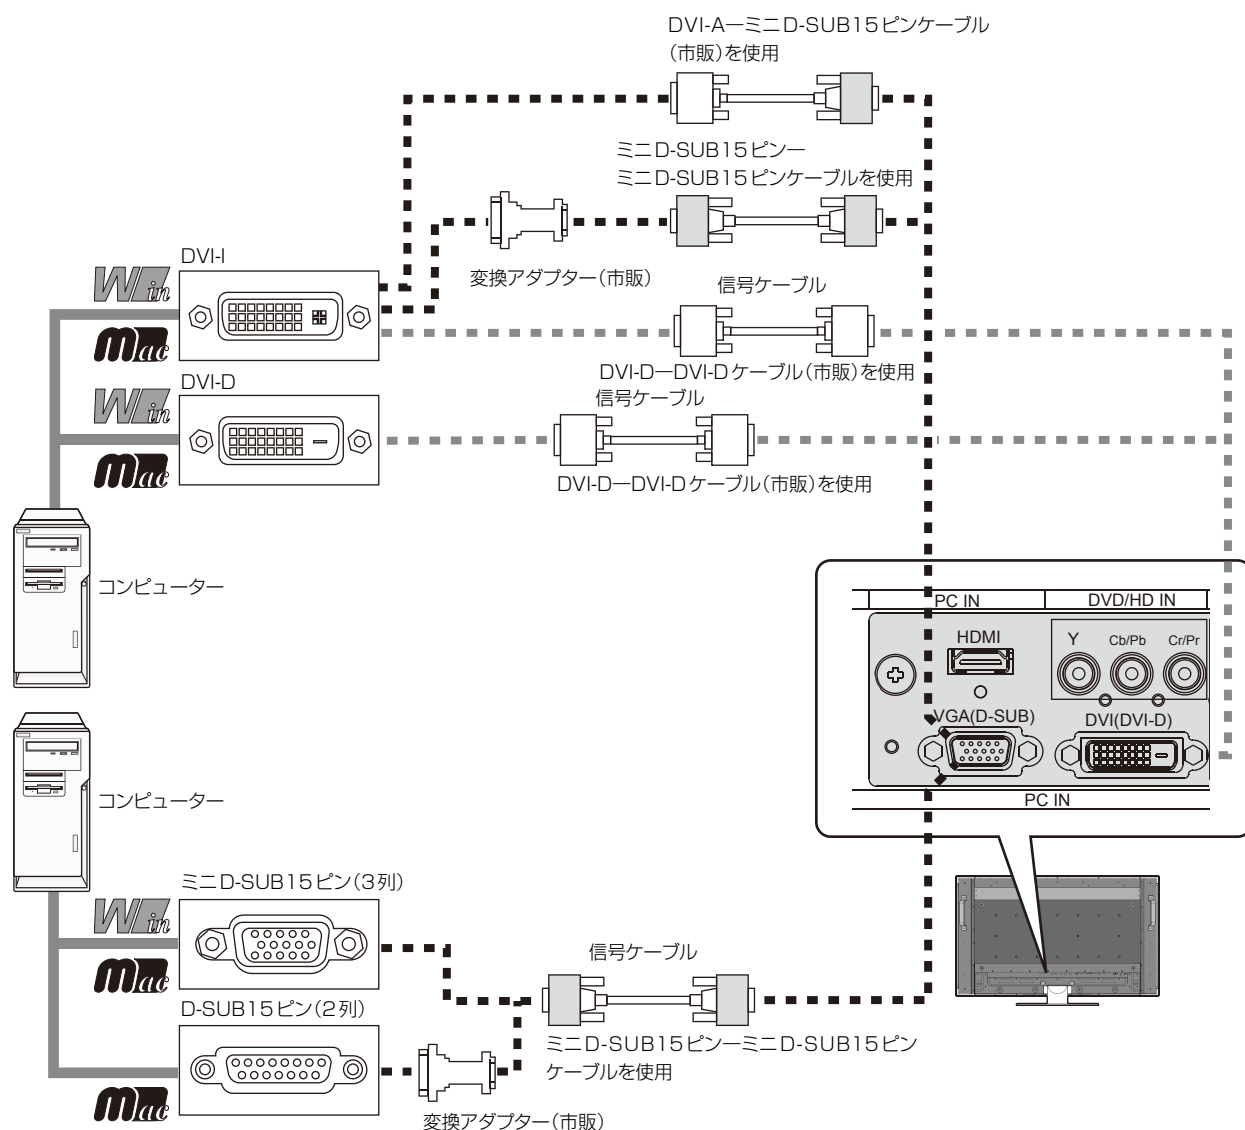 DVI-A—ミニD-SUB15ピンケーブル
(市販)を使用
ミニD-SUB15ピン—
ミニD-SUB15ピンケーブルを使用
DVI-I
Win
Mac
変換アダプター(市販)
信号ケーブル
DVI-D—DVI-Dケーブル(市販)を使用
DVI-D
Win
Mac
信号ケーブル
DVI-D—DVI-Dケーブル(市販)を使用
コンピューター
PC IN
DVD/HD IN
HDMI
Y
Cb/Pb
Cr/Pr
VGA(D-SUB)
DVI(DVI-D)
PC IN
コンピューター
ミニD-SUB15ピン(3列)
Win
Mac
信号ケーブル
D-SUB15ピン(2列)
ミニD-SUB15ピン—ミニD-SUB15ピン
ケーブルを使用
Mac
変換アダプター(市販)